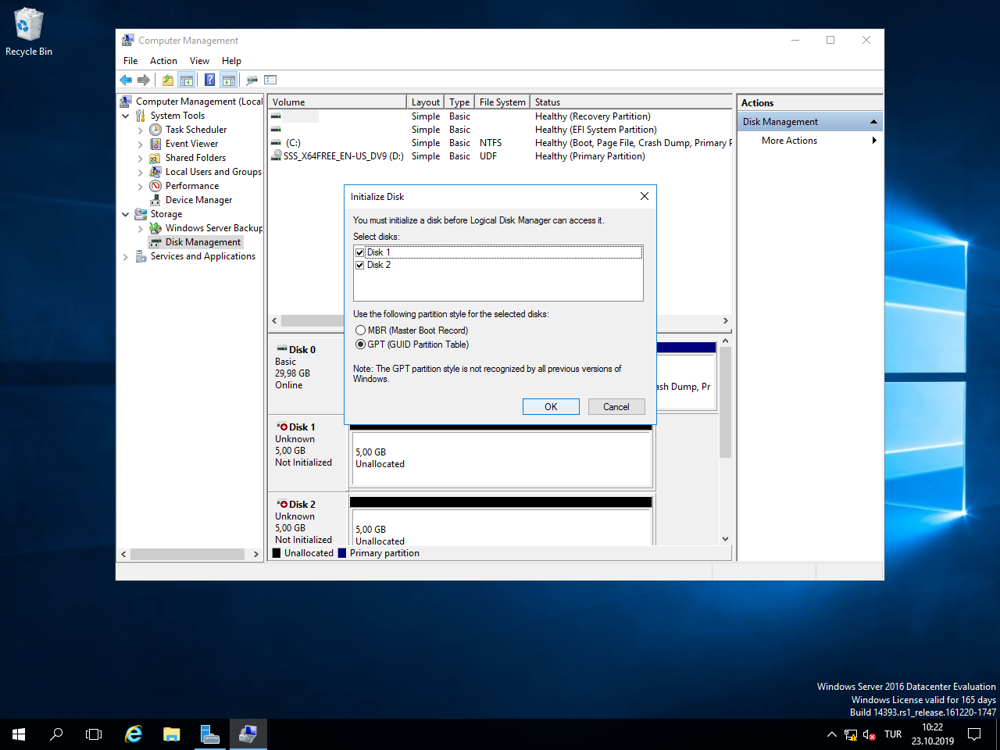 Recycle Bin
Computer Management
File Action View Help
Computer Management (Local
System Tools
Task Scheduler
Event Viewer
Shared Folders
Local Users and Groups
Performance
Device Manager
Storage
Windows Server Backup
Disk Management
Services and Applications
Volume Layout Type File System Status
Simple Basic Healthy (Recovery Partition)
Simple Basic Healthy (EFI System Partition)
(C:) Simple Basic NTFS Healthy (Boot, Page File, Crash Dump, Primary P
SSS_X64FREE_EN-US_DV9 (D:) Simple Basic UDF Healthy (Primary Partition)
Actions
Disk Management
More Actions
Initialize Disk
You must initialize a disk before Logical Disk Manager can access it.
Select disks:
Disk 1
Disk 2
Use the following partition style for the selected disks:
MBR (Master Boot Record)
GPT (GUID Partition Table)
Note: The GPT partition style is not recognized by all previous versions of
Windows.
OK Cancel
Disk 0
Basic
29,98 GB
Online
ash Dump, Pr
Disk 1
Unknown
5,00 GB
Not Initialized
5,00 GB
Unallocated
Disk 2
Unknown
5,00 GB
Not Initialized
5,00 GB
Unallocated
Unallocated Primary partition
Windows Server 2016 Datacenter Evaluation
Windows License valid for 165 days
Build 14393.rs1_release.161220-1747
TUR
10:22
23.10.2019